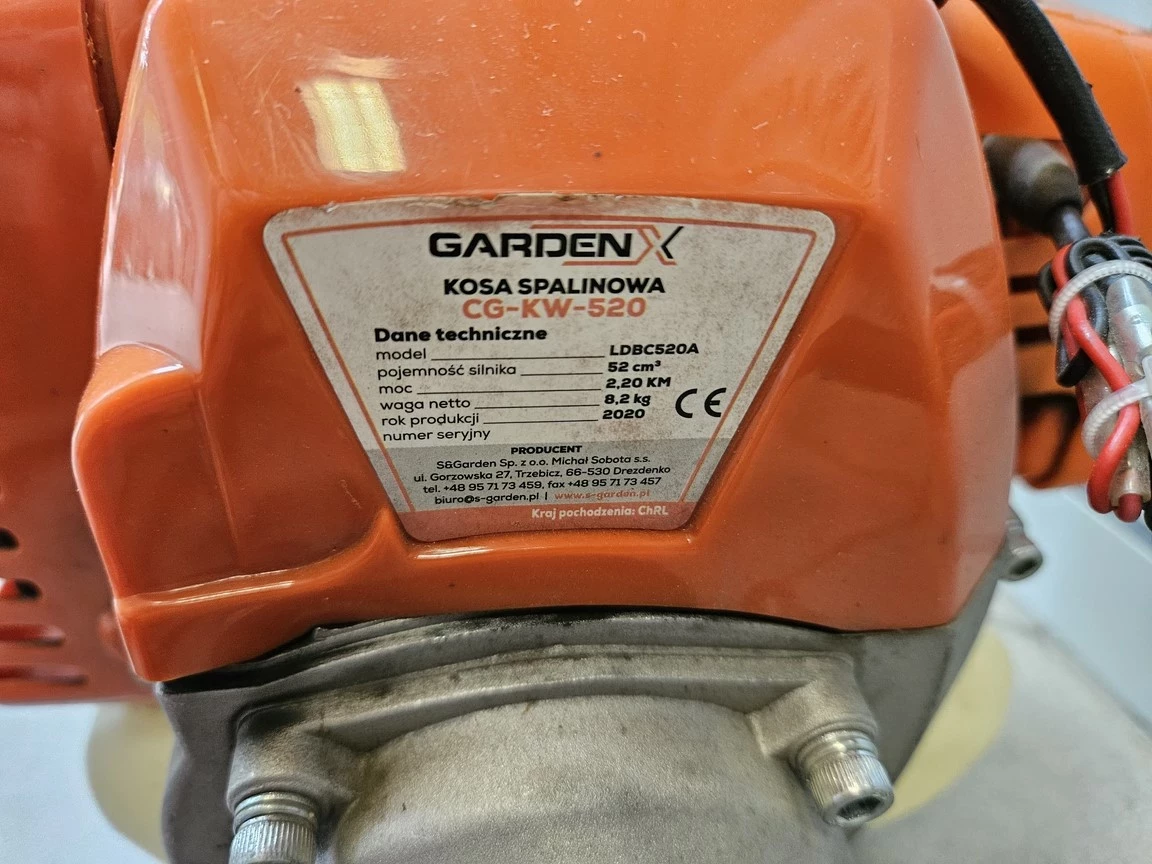 GARDENX
KOSA SPALINOWA
CG-KW-520
Dane techniczne
model LDBC520A
pojemność silnika 52 cm³
moc 2,20 KM
waga netto 8,2 kg
rok produkcji 2020
numer seryjny
CE
PRODUCENT
S&Garden Sp. z o.o. Michał Sobota s.s.
ul. Gorzowska 27, Trzebicz, 66-530 Drezdenko
tel. +48 95 71 73 459, fax +48 95 71 73 457
biuro@s-garden.pl | www.s-garden.pl
Kraj pochodzenia: ChRL